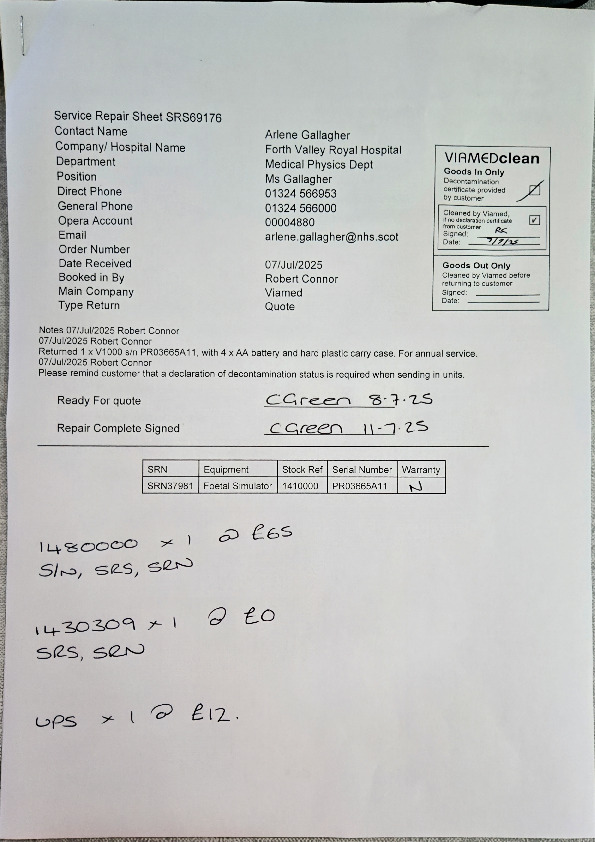 Service Repair Sheet SRS69176
Contact Name Arlene Gallagher
Company/ Hospital Name Forth Valley Royal Hospital
Department Medical Physics Dept
Position Ms Gallagher
Direct Phone 01324 566953
General Phone 01324 566000
Opera Account 00004880
Email arlene.gallagher@nhs.scot
Order Number
Date Received 07/Jul/2025
Booked in By Robert Connor
Main Company Viamed
Type Return Quote
VIAMEDclean
Goods In Only
Decontamination
certificate provided
by customer
Cleaned by Viamed,
if no declaration certificate
from customer
Signed: RC
Date: 7/7/25
Goods Out Only
Cleaned by Viamed before
returning to customer
Signed:
Date:
Notes 07/Jul/2025 Robert Connor
07/Jul/2025 Robert Connor
Returned 1 x V1000 s/n PR03665A11, with 4 x AA battery and hard plastic carry case. For annual service.
07/Jul/2025 Robert Connor
Please remind customer that a declaration of decontamination status is required when sending in units.
Ready For quote CGreen 8-7-25
Repair Complete Signed CGreen 11-7-25
SRN Equipment Stock Ref Serial Number Warranty
SRN37981 Foetal Simulator 1410000 PR03665A11 N
1480000 x 1 @ £65
S/N, SRS, SRN
1430309 x 1 @ £0
SRS, SRN
UPS x 1 @ £12.